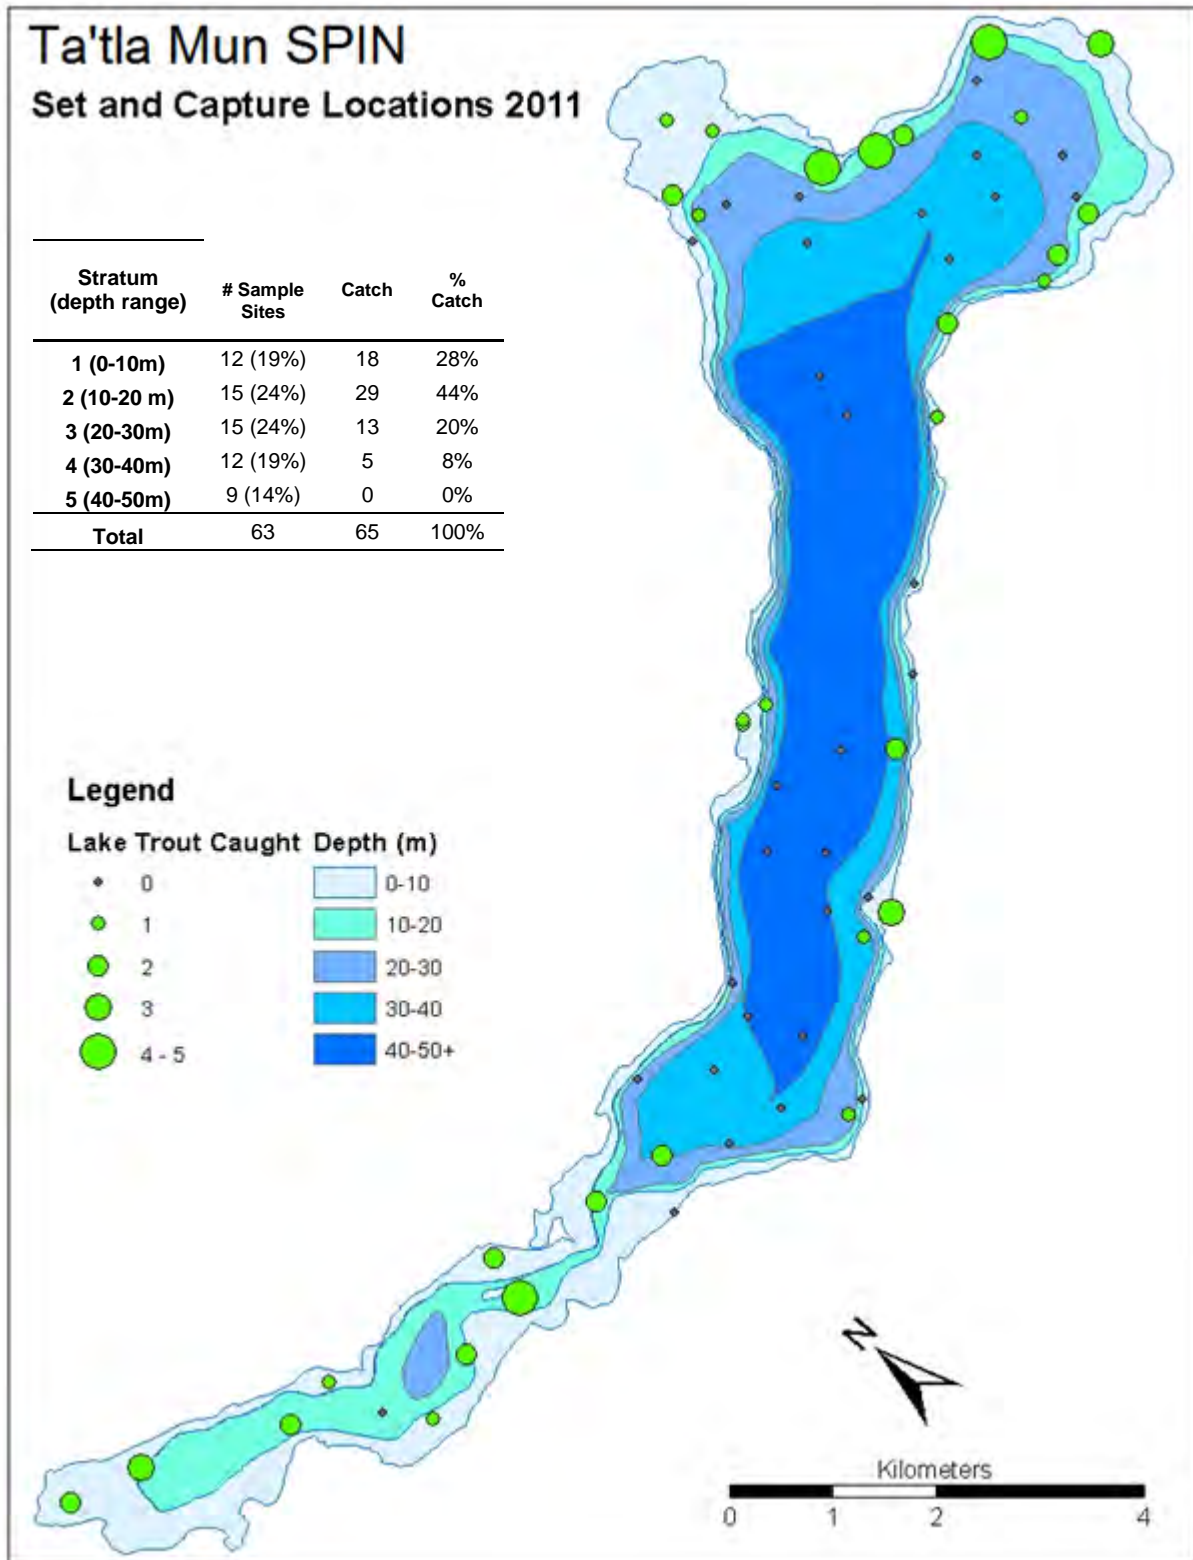 Ta'tla Mun SPIN
Set and Capture Locations 2011
Stratum (depth range) # Sample Sites Catch % Catch
1 (0-10m) 12 (19%) 18 28%
2 (10-20 m) 15 (24%) 29 44%
3 (20-30m) 15 (24%) 13 20%
4 (30-40m) 12 (19%) 5 8%
5 (40-50m) 9 (14%) 0 0%
Total 63 65 100%
Legend
Lake Trout Caught Depth (m)
0 0-10
1 10-20
2 20-30
3 30-40
4 - 5 40-50+
N
Kilometers
0 1 2 4